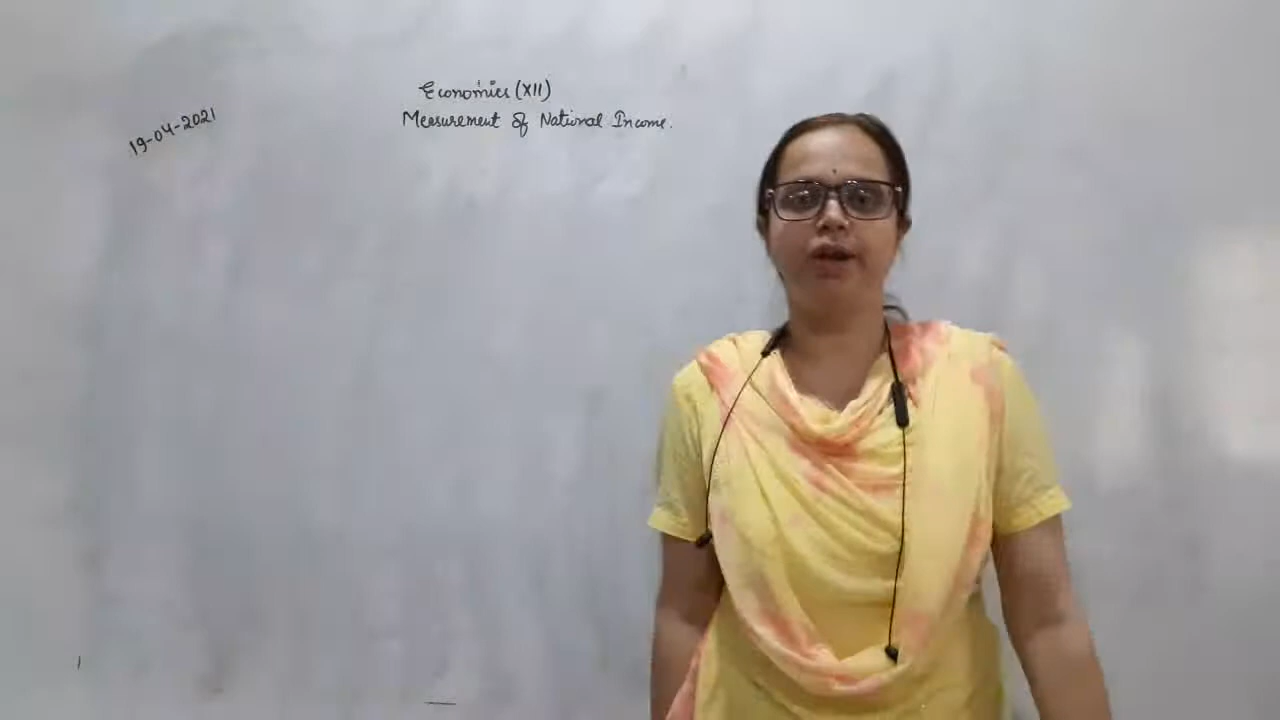 19-04-2021
Economics (XII)
Measurement of National Income.